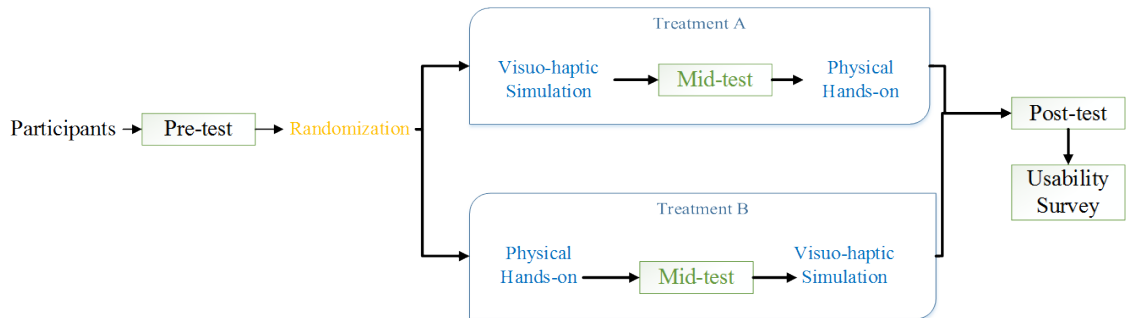 Participants
Pre-test
Randomization
Treatment A
Visuo-haptic
Simulation
Mid-test
Physical
Hands-on
Treatment B
Physical
Hands-on
Mid-test
Visuo-haptic
Simulation
Post-test
Usability
Survey